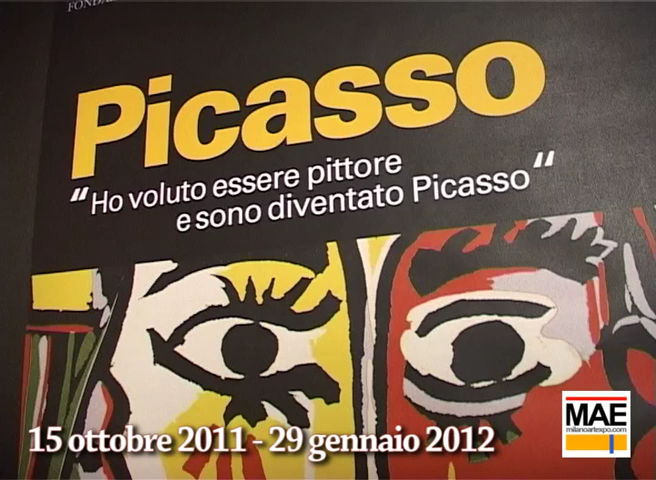 Picasso
"Ho voluto essere pittore
e sono diventato Picasso"
15 ottobre 2011 - 29 gennaio 2012
MAE
milanoartexpo.com